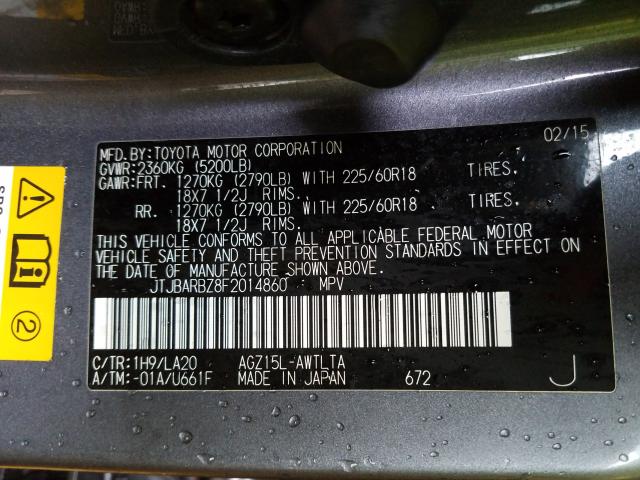 MFD.BY:TOYOTA MOTOR CORPORATION 02/15
GVWR:2360KG (5200LB)
GAWR:FRT. 1270KG (2790LB) WITH 225/60R18 TIRES.
18X7 1/2J RIMS.
RR. 1270KG (2790LB) WITH 225/60R18 TIRES.
18X7 1/2J RIMS.
THIS VEHICLE CONFORMS TO ALL APPLICABLE FEDERAL MOTOR
VEHICLE SAFETY AND THEFT PREVENTION STANDARDS IN EFFECT ON
THE DATE OF MANUFACTURE SHOWN ABOVE.
JTJBARBZ8F2014860 MPV
C/TR:1H9/LA20 AGZ15L-AWTLTA
A/TM:-01A/U661F MADE IN JAPAN 672 J
2